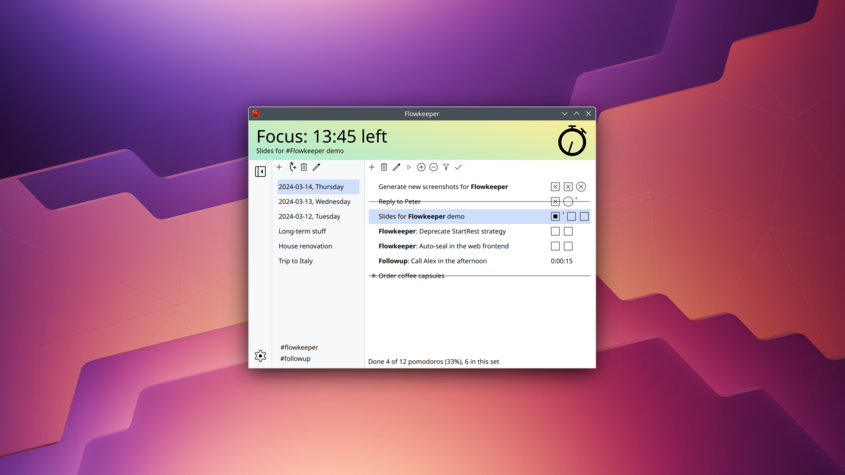 Flowkeeper
Focus: 13:45 left
Slides for #Flowkeeper demo
2024-03-14, Thursday
2024-03-13, Wednesday
2024-03-12, Tuesday
Long-term stuff
House renovation
Trip to Italy
#flowkeeper
#followup
Generate new screenshots for Flowkeeper
Reply to Peter
Slides for Flowkeeper demo
Flowkeeper: Deprecate StartRest strategy
Flowkeeper: Auto-seal in the web frontend
Followup: Call Alex in the afternoon 0:00:15
Order coffee capsules
Done 4 of 12 pomodoros (33%), 6 in this set